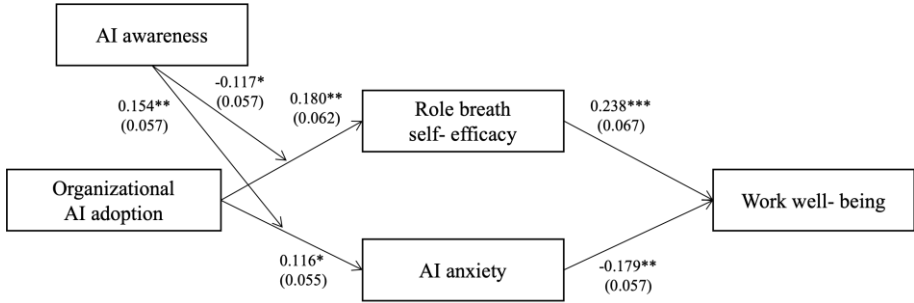 AI awareness
-0.117*
(0.057)
0.154**
(0.057)
0.180**
(0.062)
Role breath
self- efficacy
0.238***
(0.067)
Organizational
AI adoption
Work well- being
0.116*
(0.055)
AI anxiety
-0.179**
(0.057)